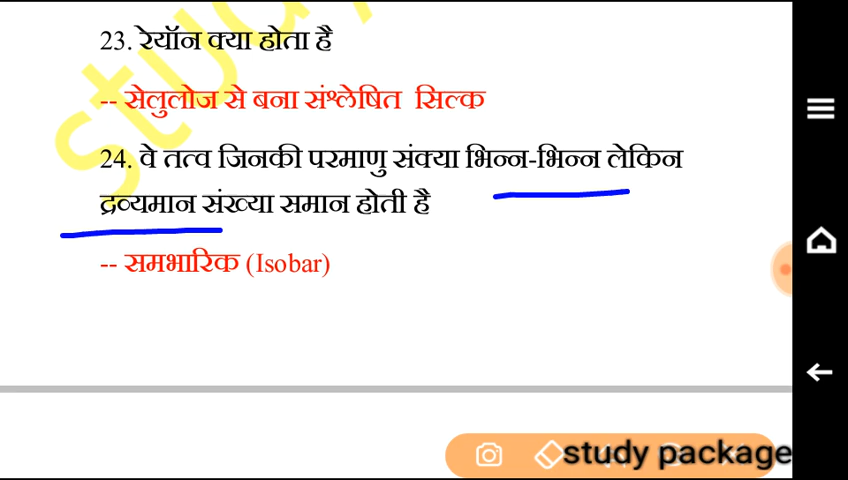 23. रेयॉन क्या होता है
-- सेलुलोज से बना संश्लेषित सिल्क
24. वे तत्व जिनकी परमाणु संक्या भिन्न-भिन्न लेकिन
द्रव्यमान संख्या समान होती है
-- समभारिक (Isobar)
study package